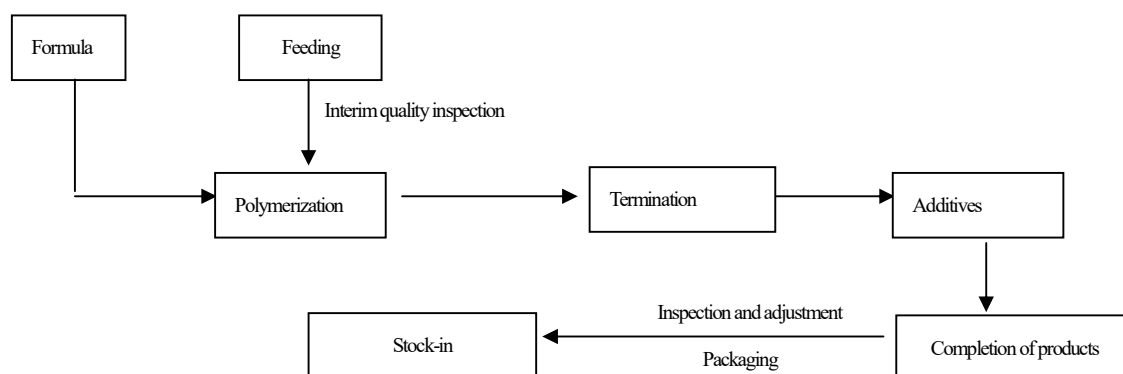 Formula
Feeding
Interim quality inspection
Polymerization
Termination
Additives
Inspection and adjustment
Stock-in
Packaging
Completion of products